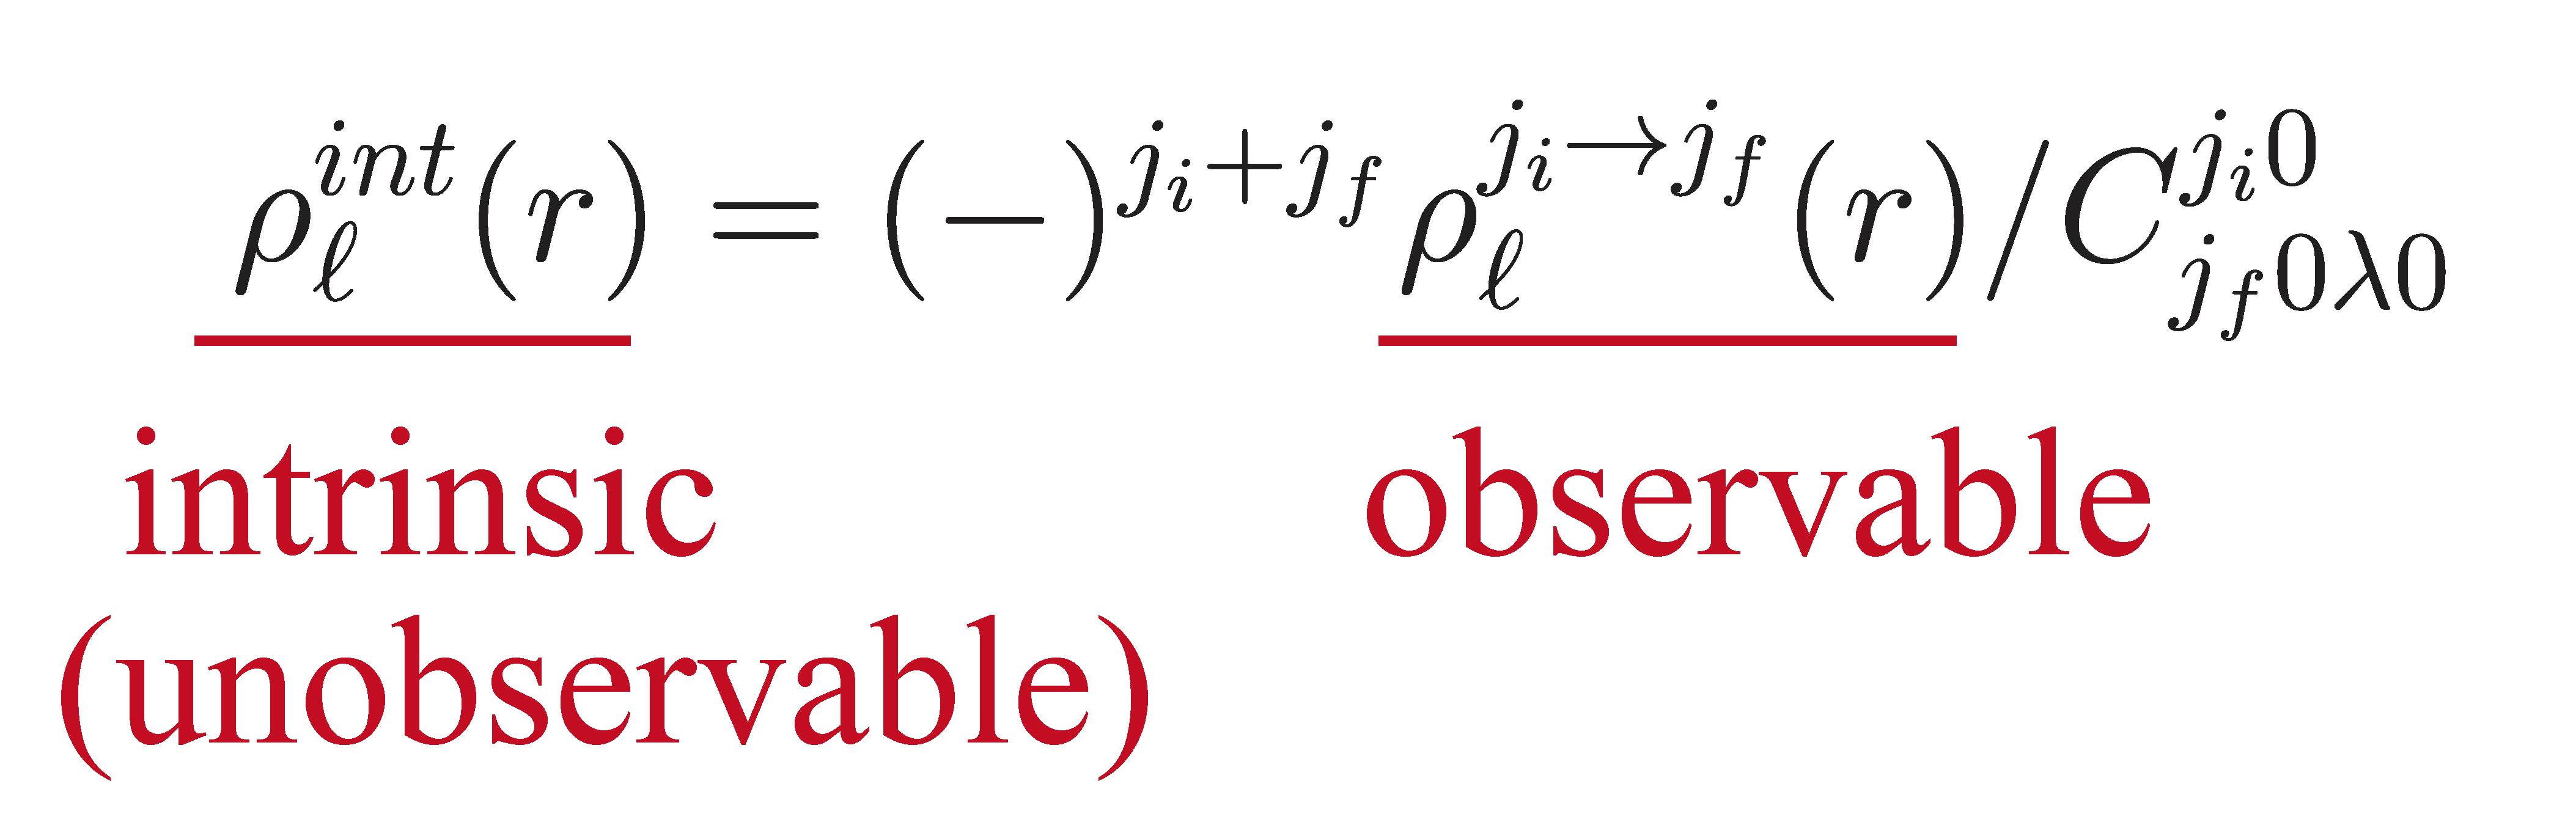 ρ_ℓ^{int}(r) = (−)^{j_i+j_f} ρ_ℓ^{j_i→j_f}(r)/C_{j_f0λ0}^{j_i0}
intrinsic observable
(unobservable)